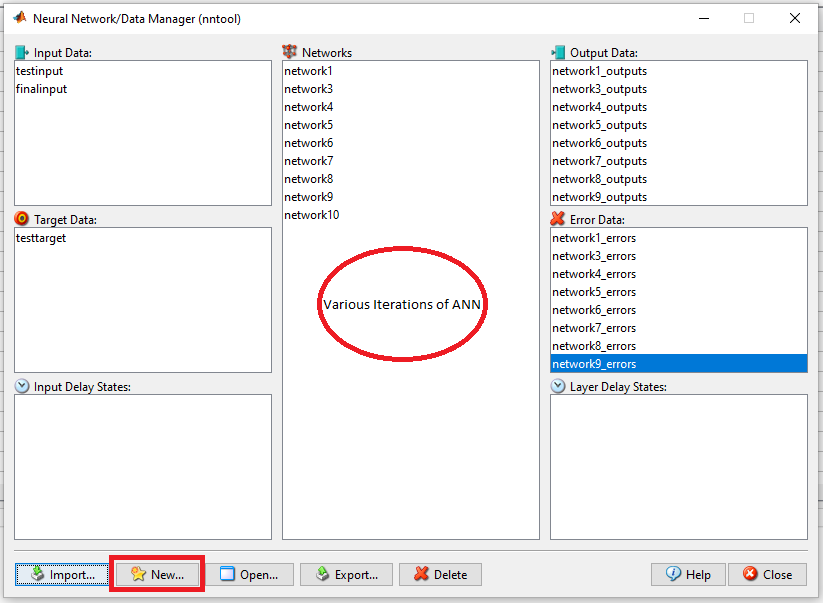 Neural Network/Data Manager (nntool)
Input Data:
testinput
finalinput
Networks
network1
network3
network4
network5
network6
network7
network8
network9
network10
Various Iterations of ANN
Output Data:
network1_outputs
network3_outputs
network4_outputs
network5_outputs
network6_outputs
network7_outputs
network8_outputs
network9_outputs
Target Data:
testtarget
Error Data:
network1_errors
network3_errors
network4_errors
network5_errors
network6_errors
network7_errors
network8_errors
network9_errors
Input Delay States:
Layer Delay States:
Import... New... Open... Export... Delete Help Close